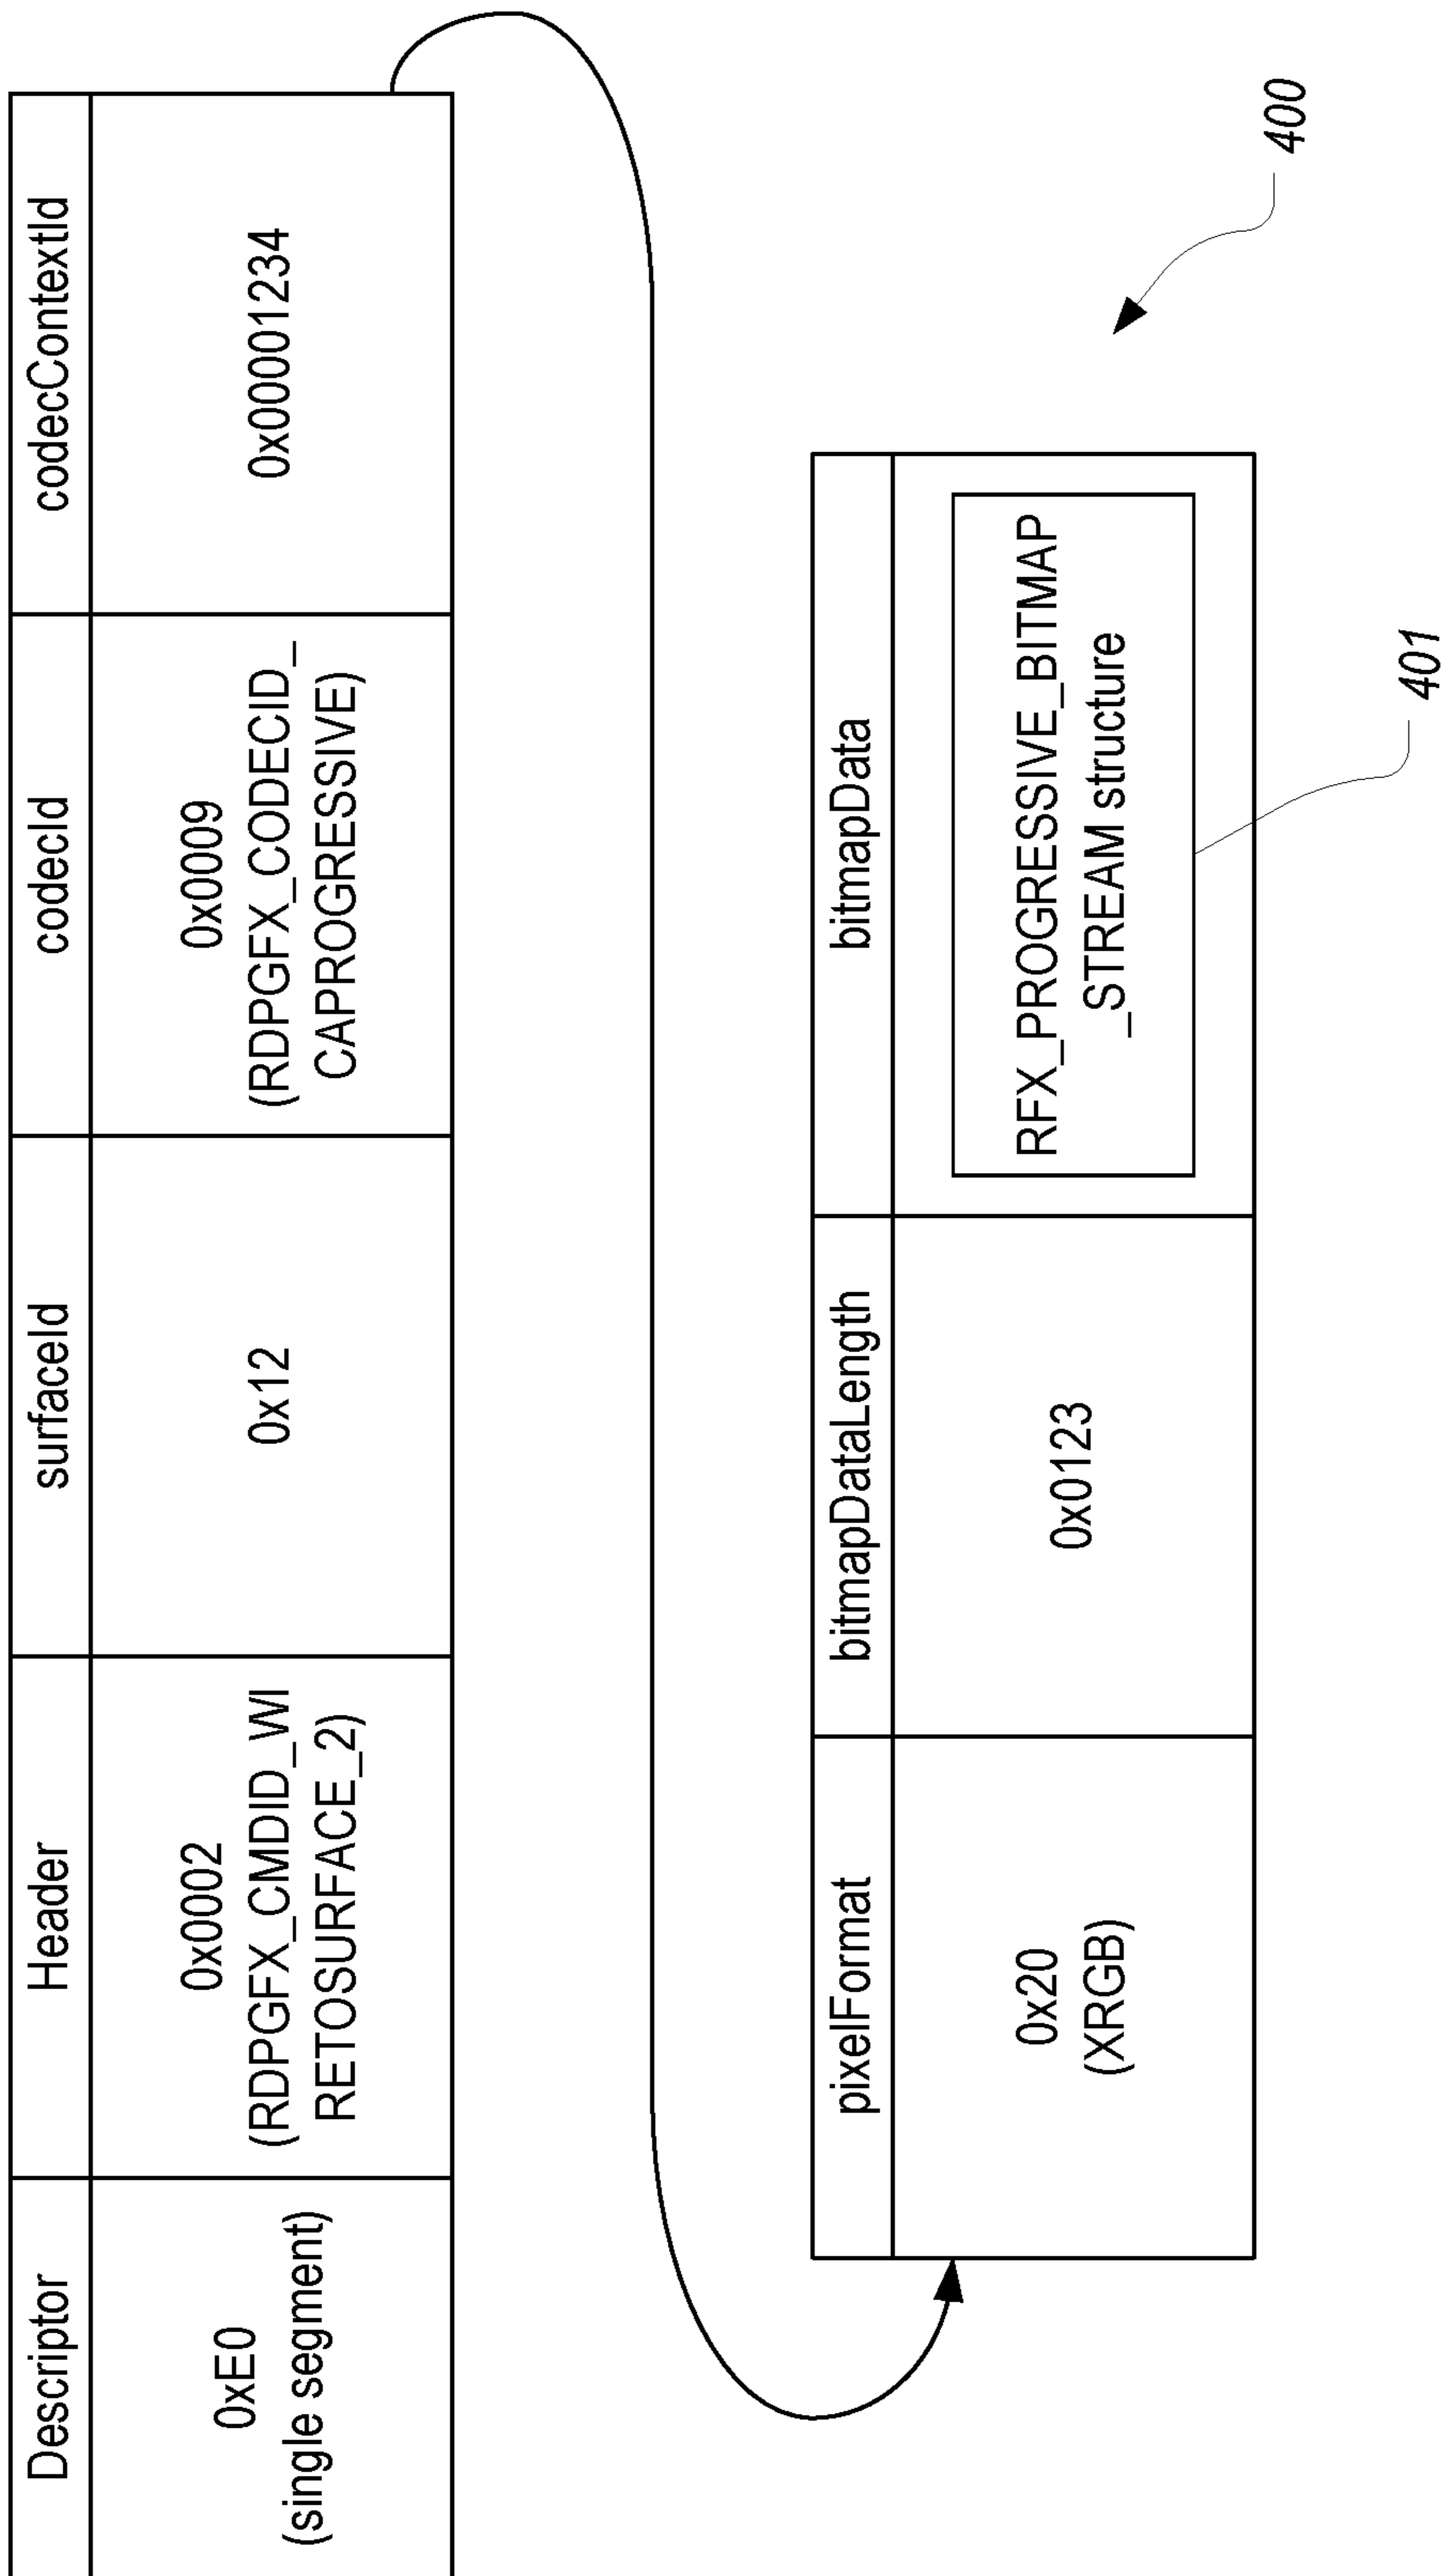 Descriptor
Header
surfaceId
codecId
codecContextId
0xE0
(single segment)
0x0002
(RDPGFX_CMDID_WI
RETOSURFACE_2)
0x12
0x0009
(RDPGFX_CODECID_
CAPROGRESSIVE)
0x00001234
pixelFormat
bitmapDataLength
bitmapData
0x20
(XRGB)
0x0123
RFX_PROGRESSIVE_BITMAP
_STREAM structure
400
401